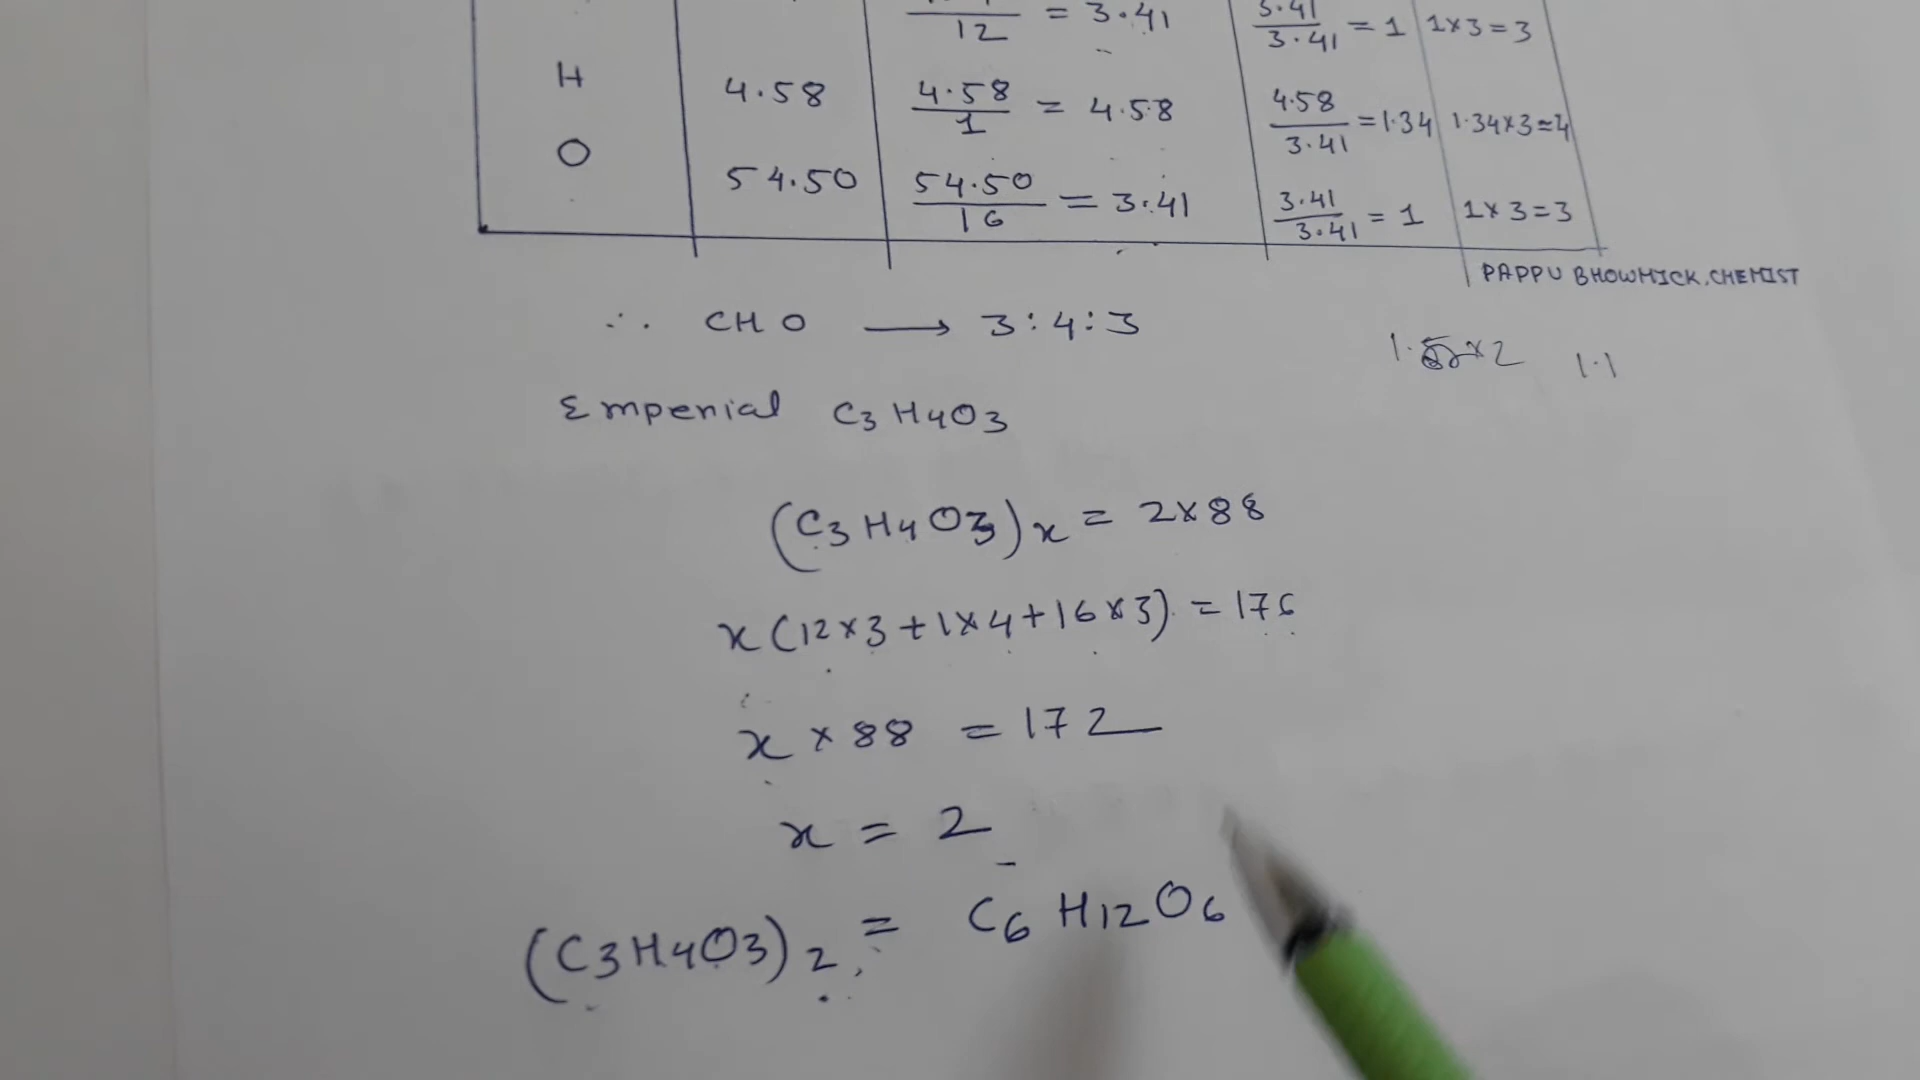 12 = 3.41 3.41/3.41 = 1 1×3=3
H 4.58 4.58/1 = 4.58 4.58/3.41 =1.34 1.34×3≃4
O 54.50 54.50/16 = 3.41 3.41/3.41 = 1 1×3=3
PAPPU BHOWMICK, CHEMIST
∴ CHO ⟶ 3:4:3
×2 1.1
Emperial C3H4O3
(C3H4O3)x = 2×88
x(12×3+1×4+16×3) = 176
x × 88 = 172
x = 2
(C3H4O3)2 = C6H12O6